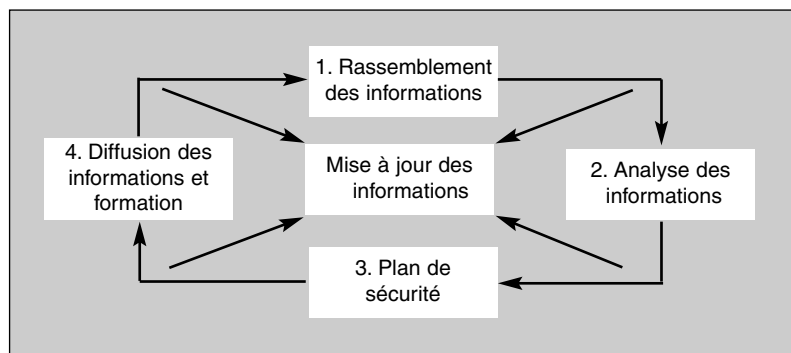 1. Rassemblement
des informations
4. Diffusion des
informations et
formation
Mise à jour des
informations
2. Analyse des
informations
3. Plan de
sécurité